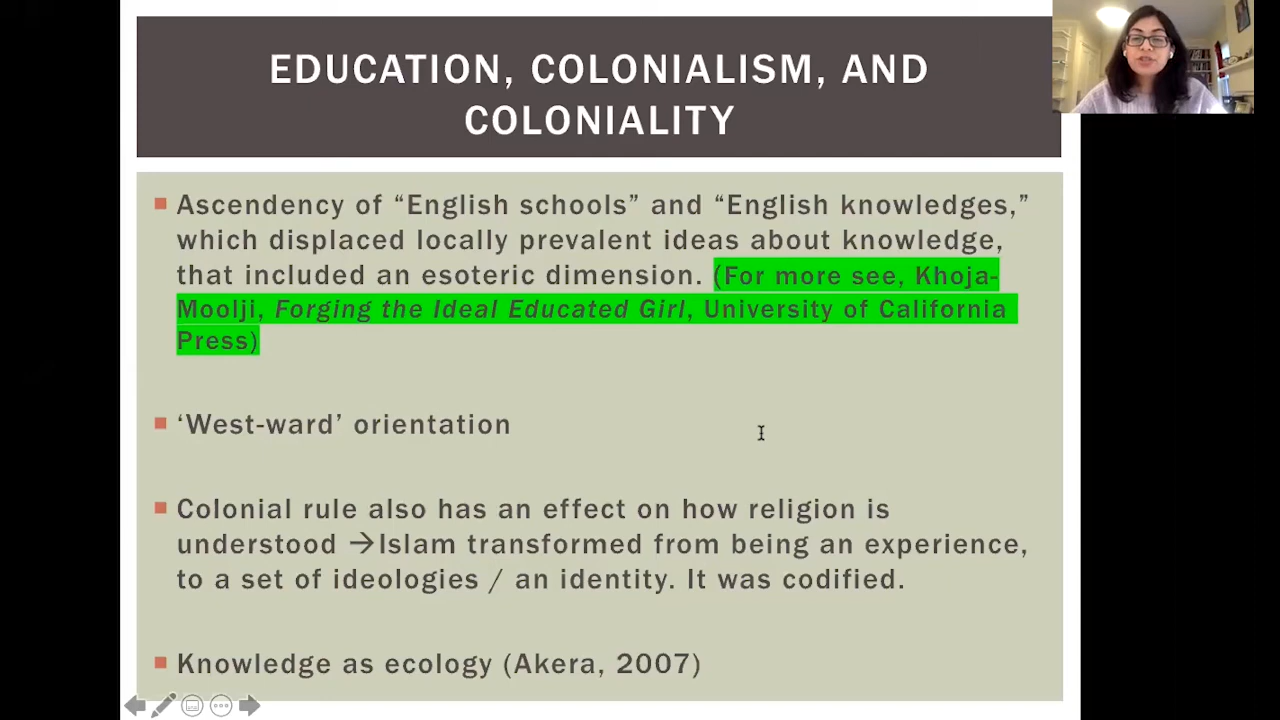 EDUCATION, COLONIALISM, AND
COLONIALITY
Ascendency of “English schools” and “English knowledges,”
which displaced locally prevalent ideas about knowledge,
that included an esoteric dimension. (For more see, Khoja-
Moolji, Forging the Ideal Educated Girl, University of California
Press)
‘West-ward’ orientation
Colonial rule also has an effect on how religion is
understood →Islam transformed from being an experience,
to a set of ideologies / an identity. It was codified.
Knowledge as ecology (Akera, 2007)